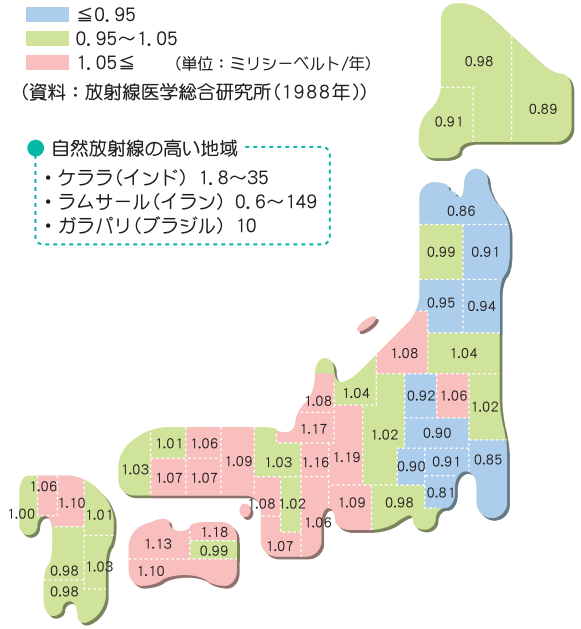 ≦0.95
0.95～1.05
1.05≦ （単位：ミリシーベルト/年）
（資料：放射線医学総合研究所（1988年））
自然放射線の高い地域
・ケララ（インド） 1.8～35
・ラムサール（イラン） 0.6～149
・ガラパリ（ブラジル） 10
0.98
0.91 0.89
0.86
0.99 0.91
0.95 0.94
1.08 1.04
1.08 1.04 0.92 1.06 1.02
1.17 1.02 0.90
1.01 1.06 1.09 1.03 1.16 1.19 0.90 0.91 0.85
1.03 1.07 1.07
1.08 1.02 1.06 1.09 0.98 0.81
1.07
1.06 1.10
1.00 1.01
0.98 1.03
0.98
1.13 1.18
0.99
1.10